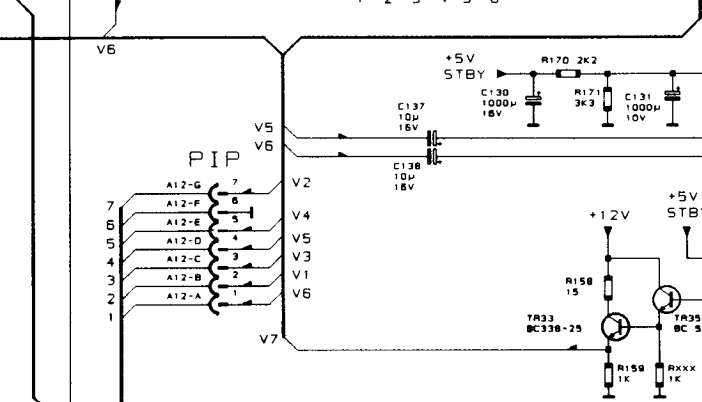 V6
+5V
STBY
R170 2K2
C130
1000µ
16V
R171
3K3
C131
1000µ
10V
C137
10µ
16V
V5
V6
C138
10µ
16V
PIP
A12-G 7
V2
7
A12-F 6
6
A12-E 5
V4
5
A12-D 4
V5
4
A12-C 3
V3
3
A12-B 2
V1
2
A12-A 1
V6
1
+12V
+5V
R158
15
TR33
BC338-25
TR35
V7
R159
1K
RXXX
1K